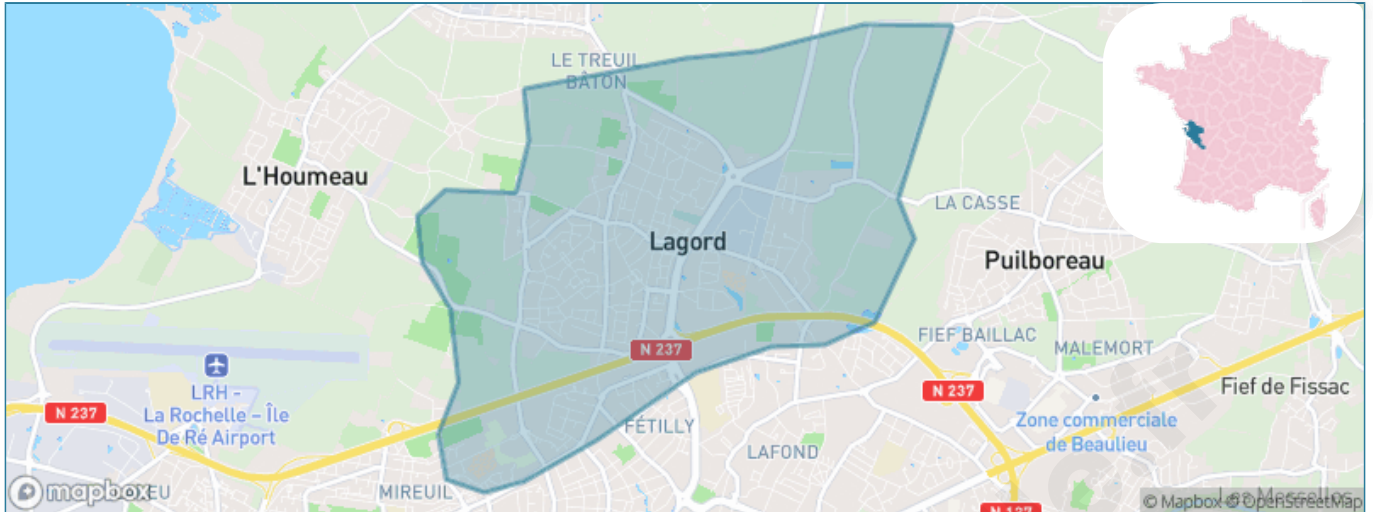 LE TREUIL
BÂTON
L'Houmeau
LA CASSE
Lagord
Puilboreau
FIEF BAILLAC
MALEMORT
N 237
LRH -
La Rochelle – Île
De Ré Airport
N 237
N 237
Fief de Fissac
Zone commerciale
de Beaulieu
FÉTILLY
LAFOND
MIREUIL
mapbox
© Mapbox © OpenStreetMap